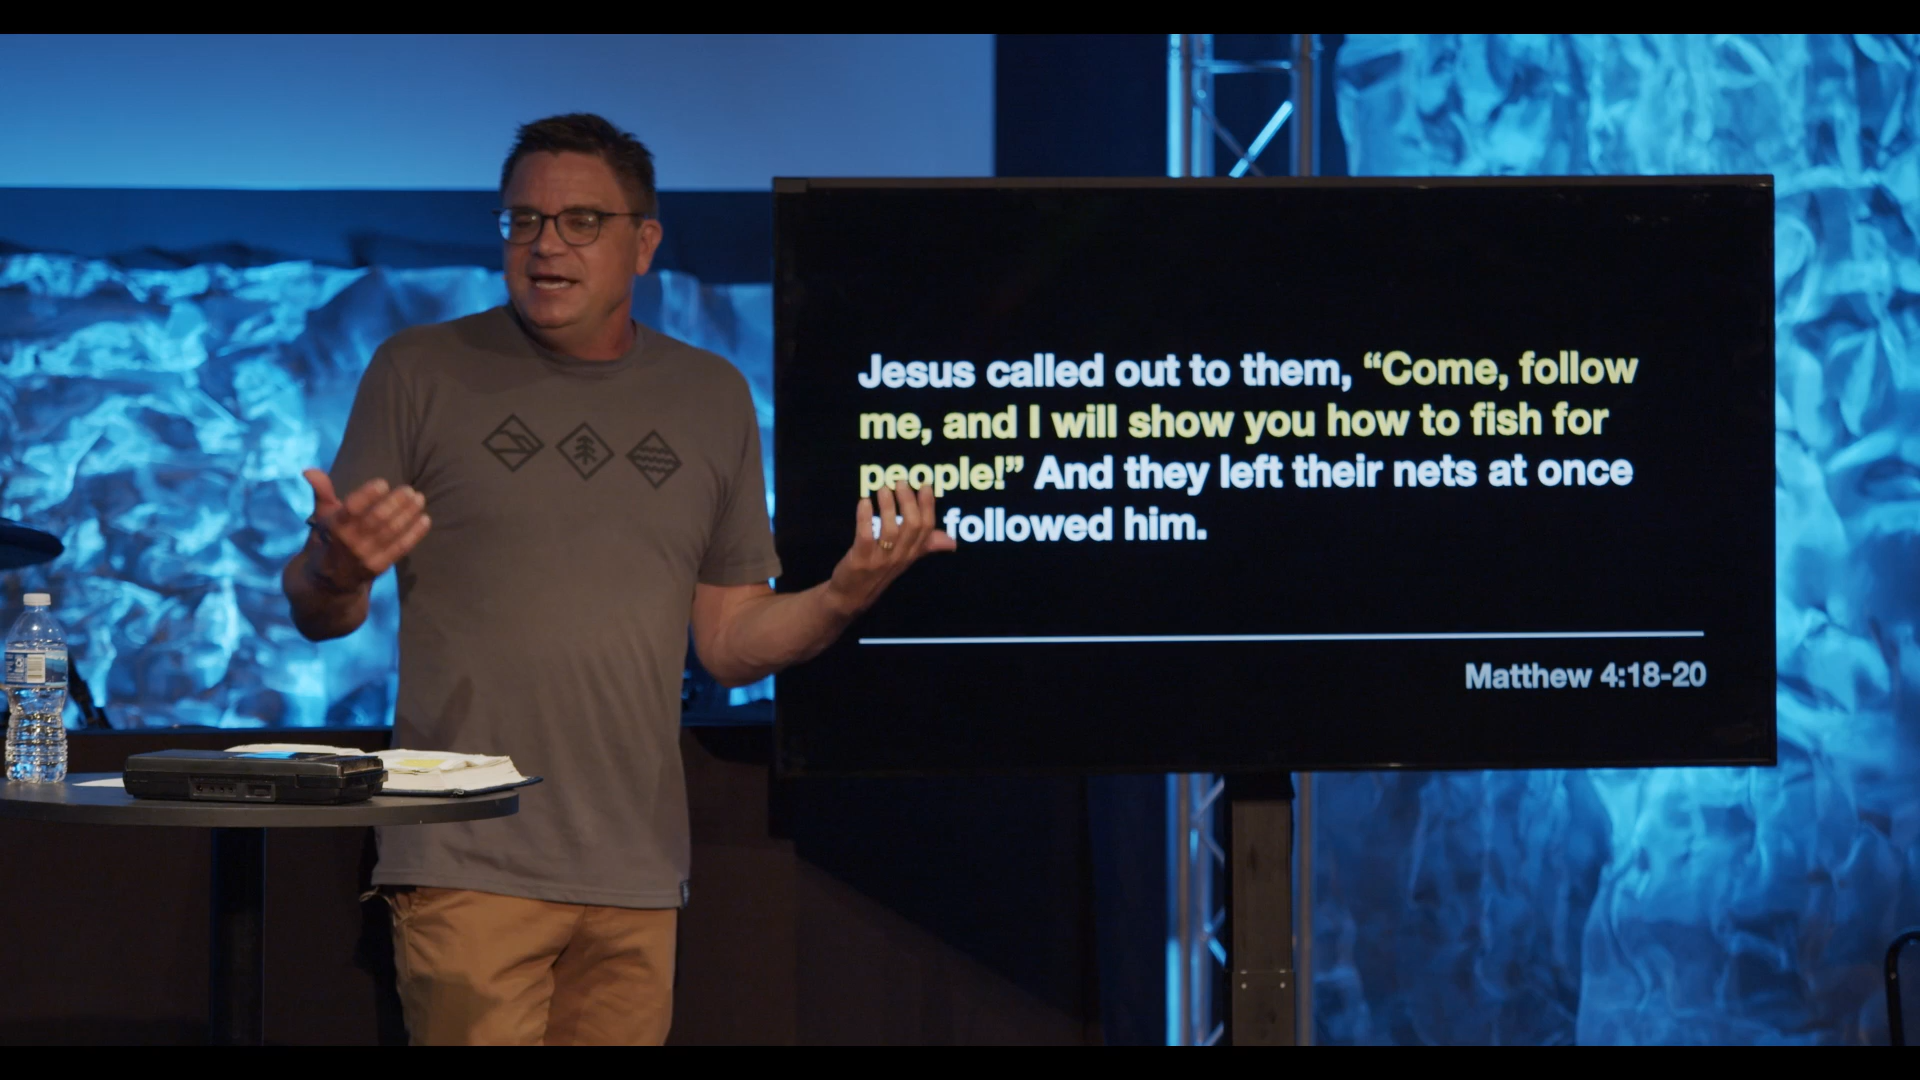 Jesus called out to them, “Come, follow
me, and I will show you how to fish for
people!” And they left their nets at once
followed him.
Matthew 4:18-20